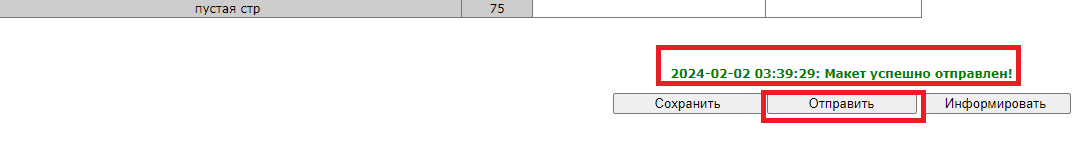 пустая стр 75
2024-02-02 03:39:29: Макет успешно отправлен!
Сохранить Отправить Информировать